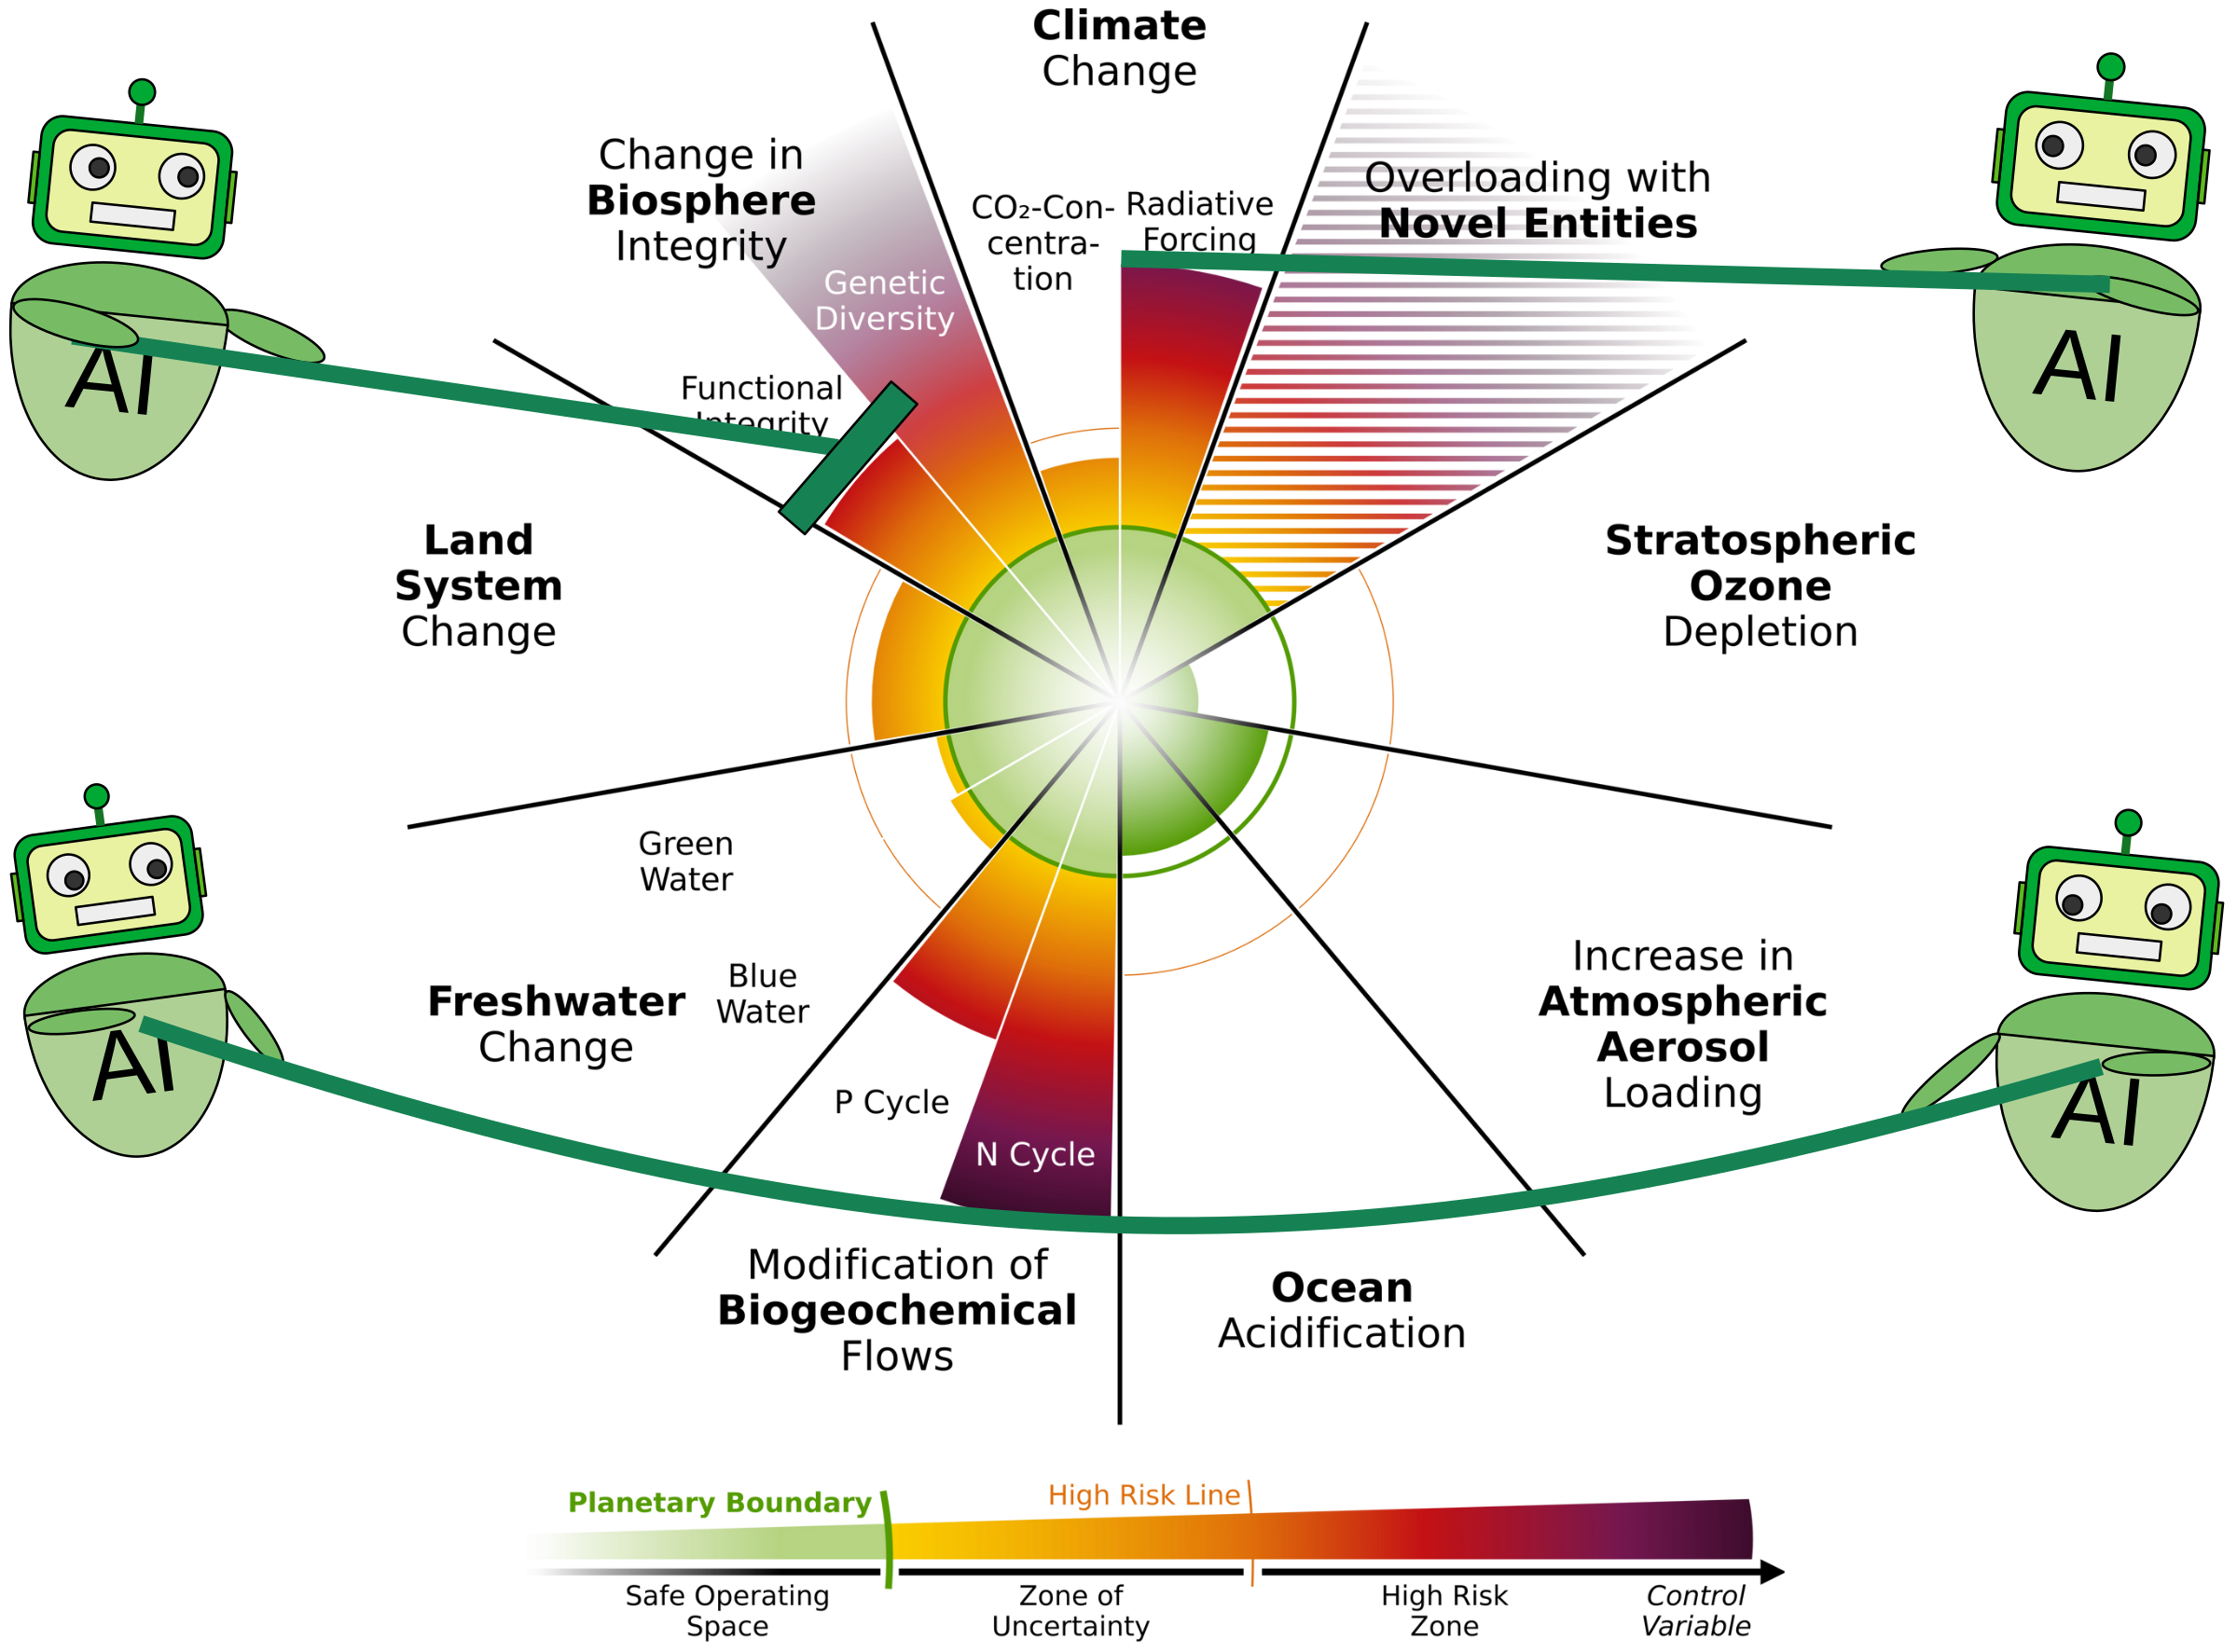 Climate
Change
Change in
Biosphere
Integrity
CO₂-Con-
centra-
tion
Radiative
Forcing
Overloading with
Novel Entities
Genetic
Diversity
Functional
Integrity
AI
AI
Land
System
Change
Stratospheric
Ozone
Depletion
Green
Water
Blue
Water
Freshwater
Change
Increase in
Atmospheric
Aerosol
Loading
AI
AI
P Cycle
N Cycle
Modification of
Biogeochemical
Flows
Ocean
Acidification
Planetary Boundary
High Risk Line
Safe Operating
Space
Zone of
Uncertainty
High Risk
Zone
Control
Variable